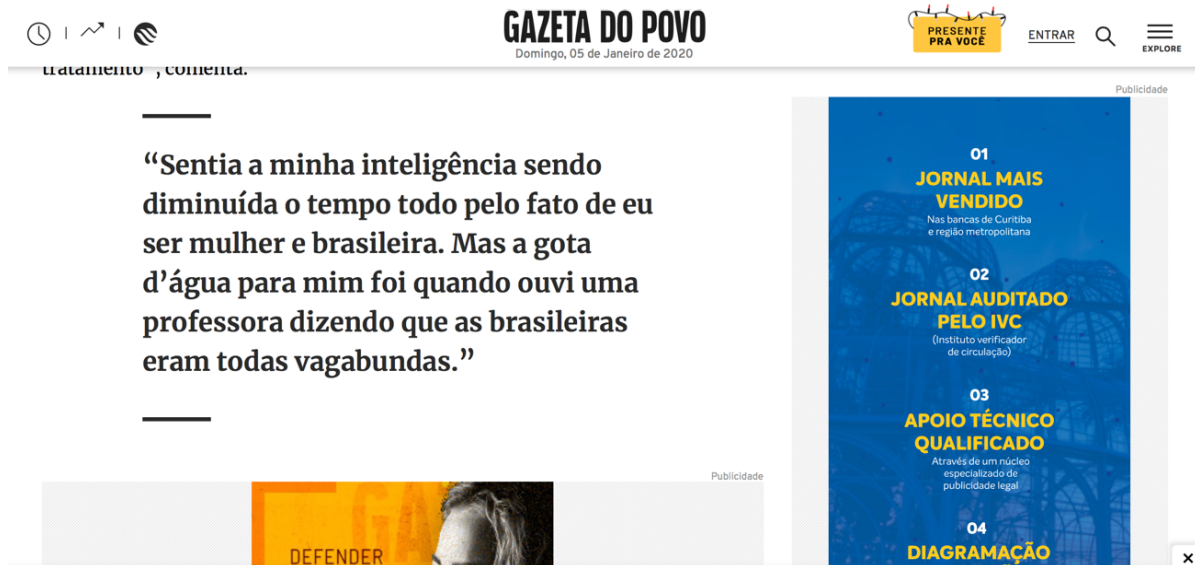 GAZETA DO POVO
Domingo, 05 de Janeiro de 2020
PRESENTE
PRA VOCÊ
ENTRAR
EXPLORE
tratamento”, comenta.
“Sentia a minha inteligência sendo
diminuída o tempo todo pelo fato de eu
ser mulher e brasileira. Mas a gota
d’água para mim foi quando ouvi uma
professora dizendo que as brasileiras
eram todas vagabundas.”
Publicidade
DEFENDER
Publicidade
01
JORNAL MAIS
VENDIDO
Nas bancas de Curitiba
e região metropolitana
02
JORNAL AUDITADO
PELO IVC
(Instituto verificador
de circulação)
03
APOIO TÉCNICO
QUALIFICADO
Através de um núcleo
especializado de
publicidade legal
04
DIAGRAMAÇÃO